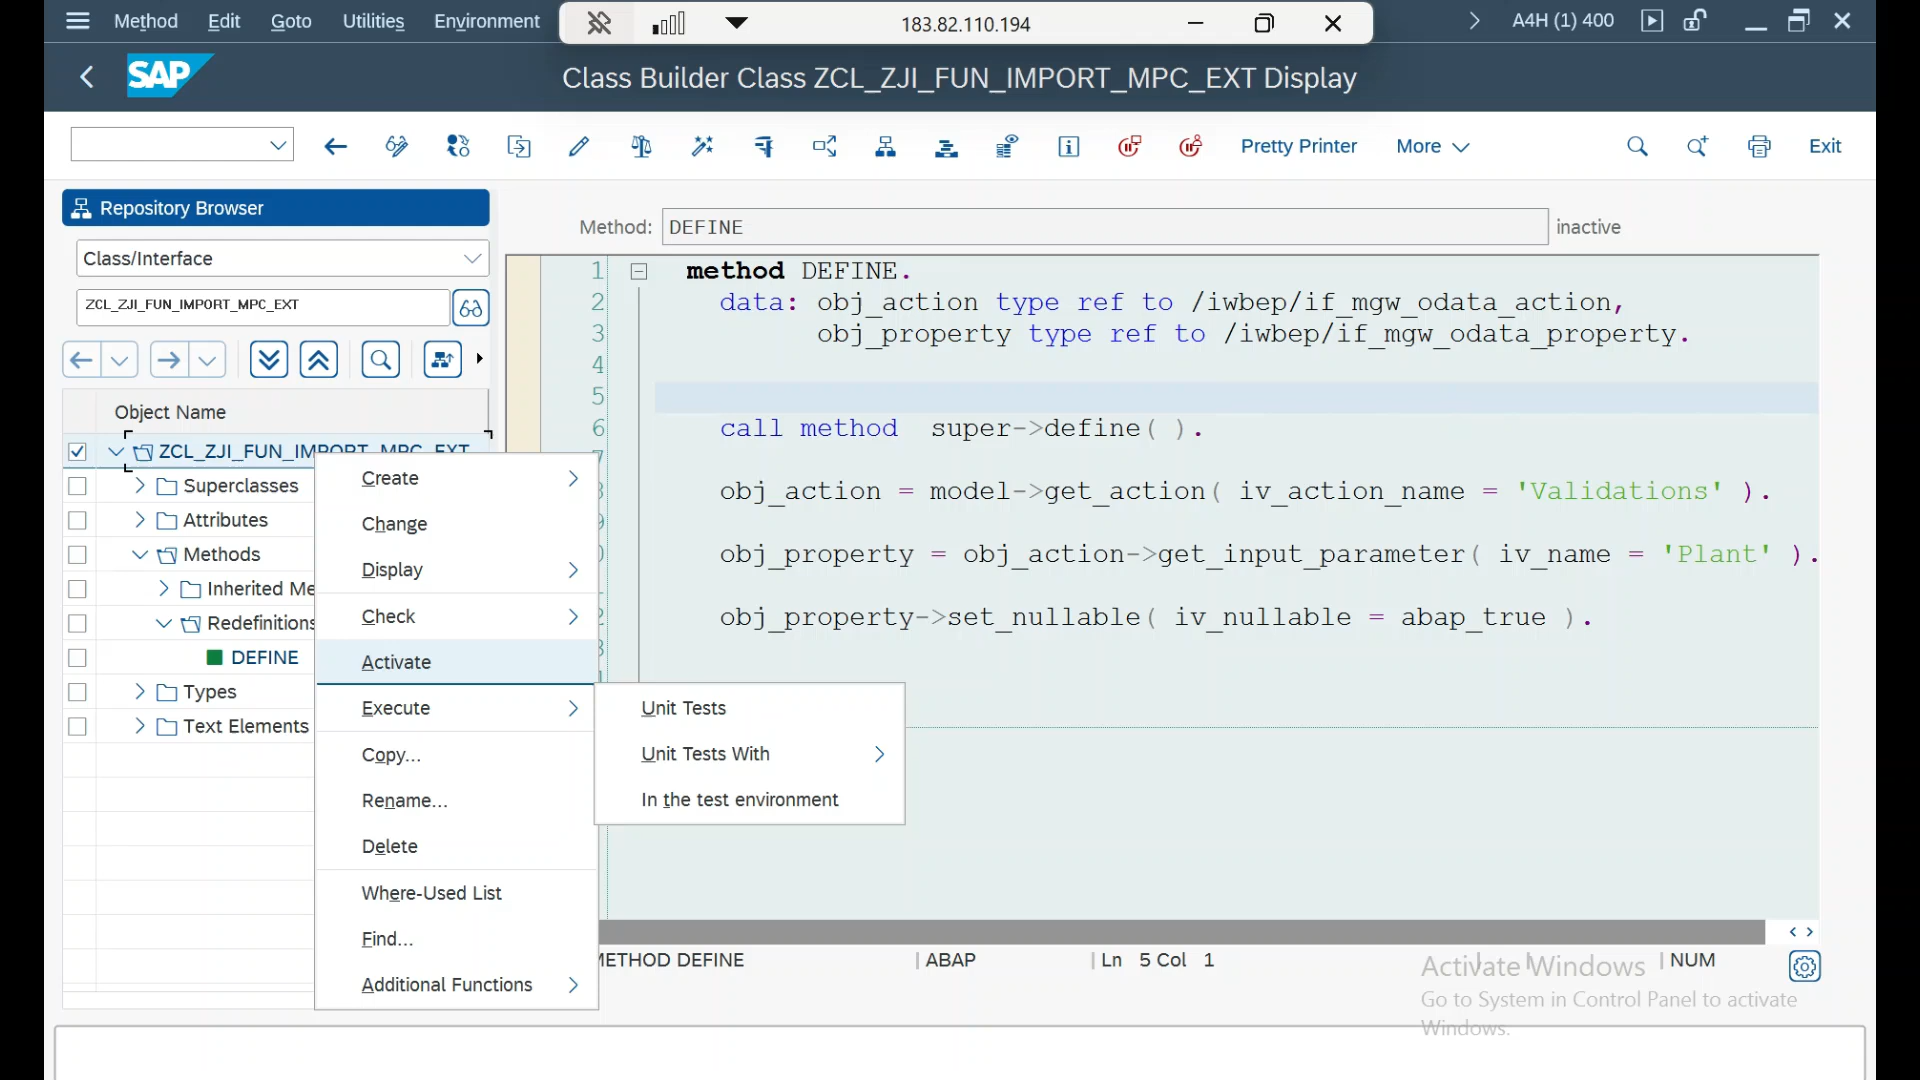 Method Edit Goto Utilities Environment 183.82.110.194 A4H (1) 400
SAP Class Builder Class ZCL_ZJI_FUN_IMPORT_MPC_EXT Display
Pretty Printer More Exit
Repository Browser
Class/Interface
ZCL_ZJI_FUN_IMPORT_MPC_EXT
Object Name
ZCL_ZJI_FUN_IMPORT_MPC_EXT
Superclasses
Attributes
Methods
Inherited Me
Redefinitions
DEFINE
Types
Text Elements
Create
Change
Display
Check
Activate
Execute
Copy...
Rename...
Delete
Where-Used List
Find...
Additional Functions
Unit Tests
Unit Tests With
In the test environment
Method: DEFINE inactive
1 method DEFINE.
2 data: obj_action type ref to /iwbep/if_mgw_odata_action,
3 obj_property type ref to /iwbep/if_mgw_odata_property.
4
5
6 call method super->define( ).
obj_action = model->get_action( iv_action_name = 'Validations' ).
obj_property = obj_action->get_input_parameter( iv_name = 'Plant' ).
obj_property->set_nullable( iv_nullable = abap_true ).
METHOD DEFINE ABAP Ln 5 Col 1 NUM
Activate Windows
Go to System in Control Panel to activate
Windows.